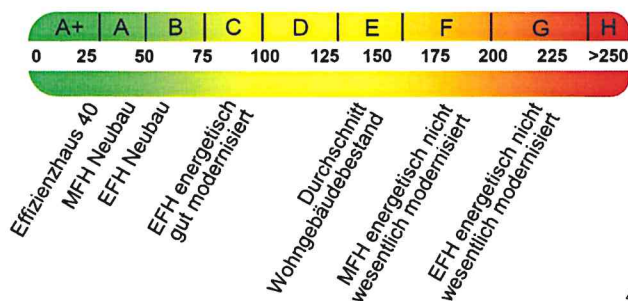 A+ A B C D E F G H
0 25 50 75 100 125 150 175 200 225 >250
Effizienzhaus 40
MFH Neubau
EFH Neubau
EFH energetisch
gut modernisiert
Durchschnitt
Wohngebäudebestand
MFH energetisch nicht
wesentlich modernisiert
EFH energetisch nicht
wesentlich modernisiert